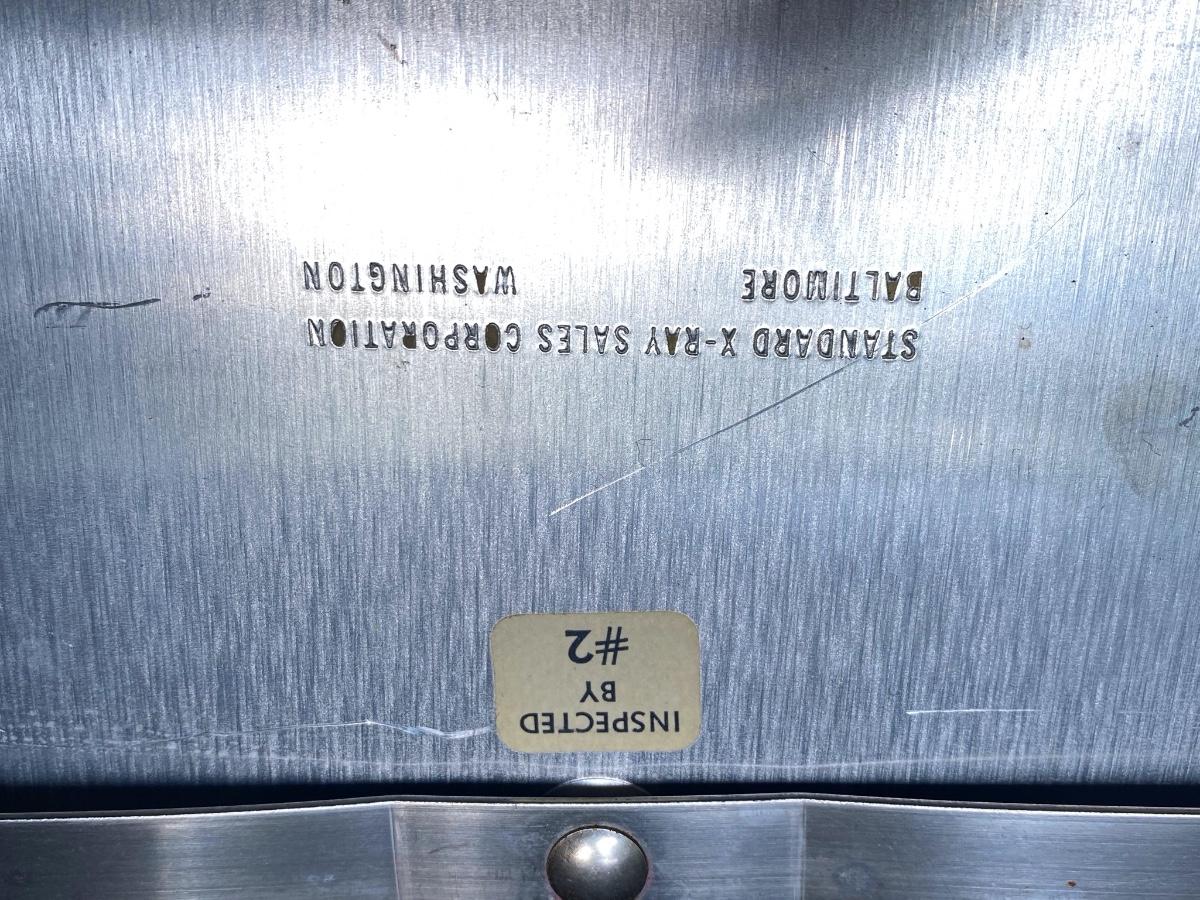 STANDARD X-RAY SALES CORPORATION
BALTIMORE WASHINGTON
INSPECTED
BY
#2